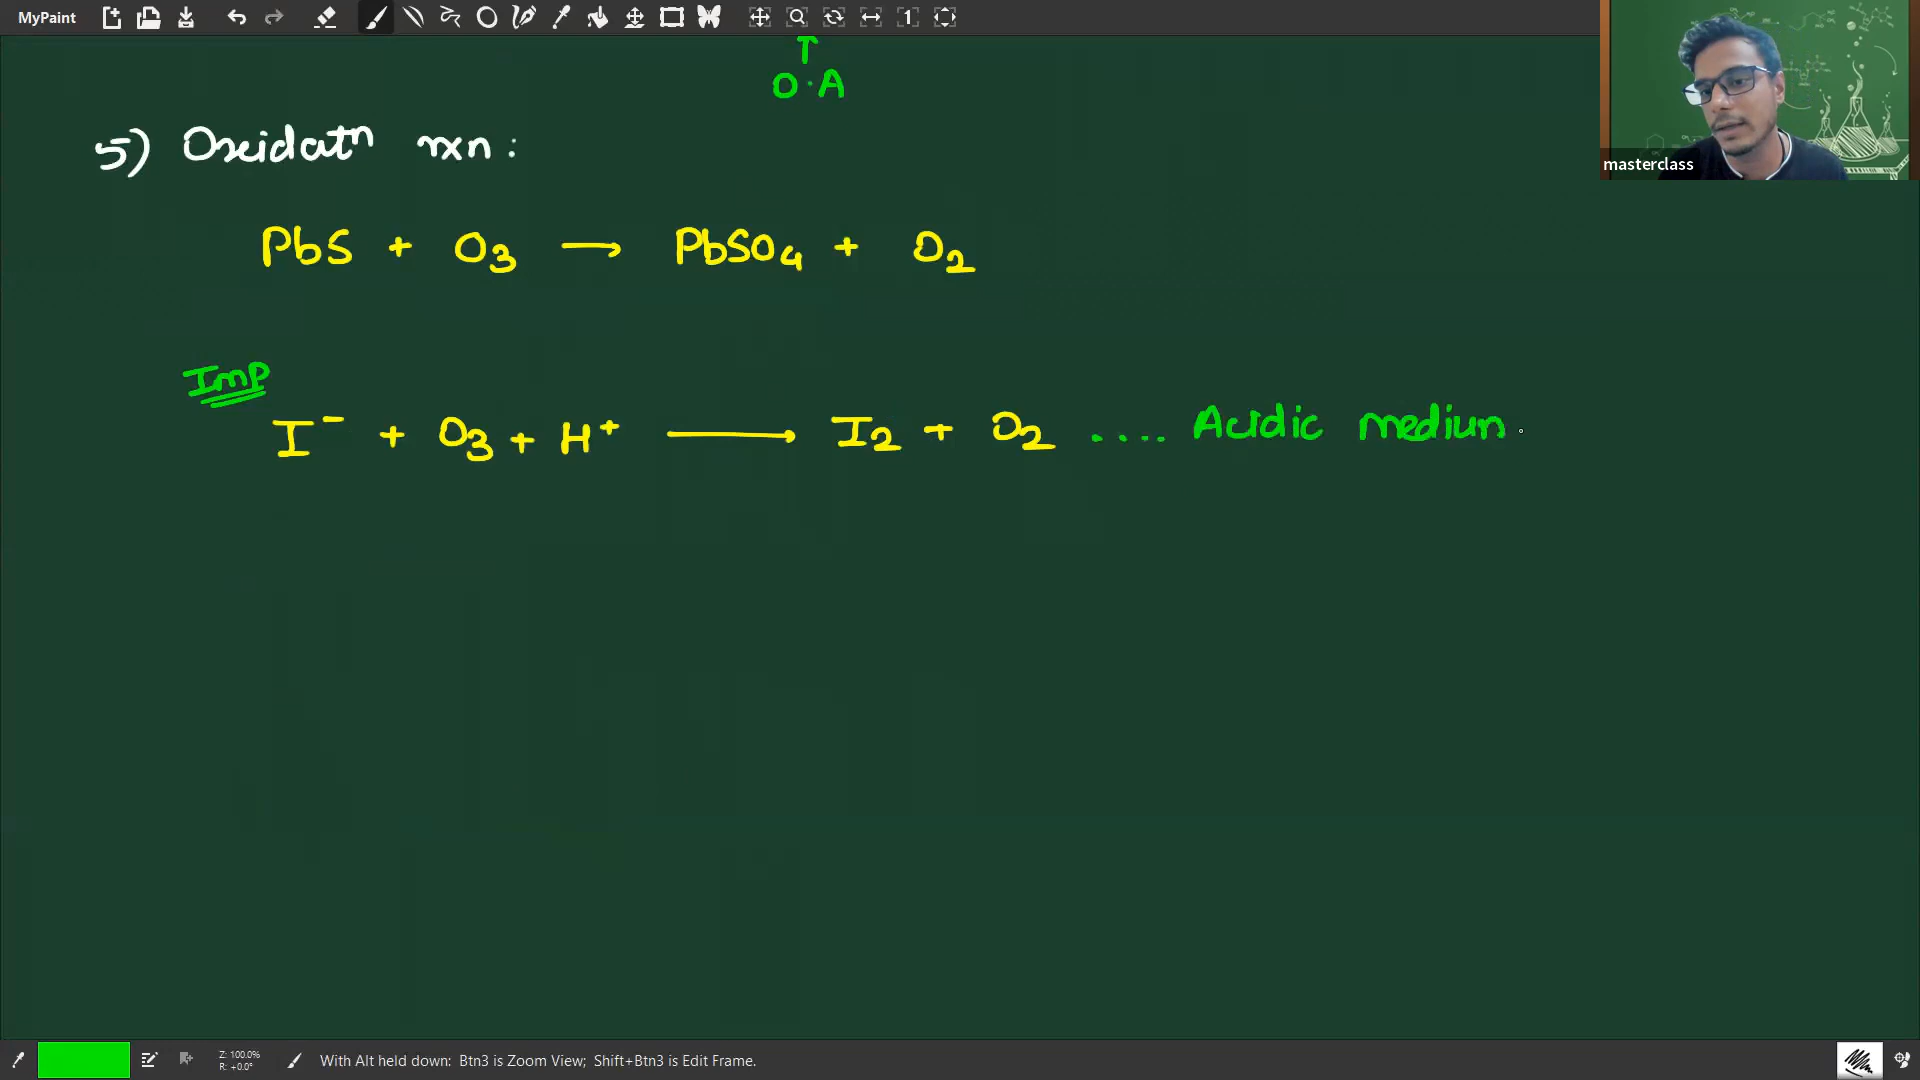 MyPaint
O.A
masterclass
5) Oxidatn rxn:
PbS + O3 → PbSO4 + O2
Imp
I⁻ + O3 + H⁺ → I2 + O2 .... Acidic medium.
Z: 100.0%
R: +0.0°
With Alt held down: Btn3 is Zoom View; Shift+Btn3 is Edit Frame.